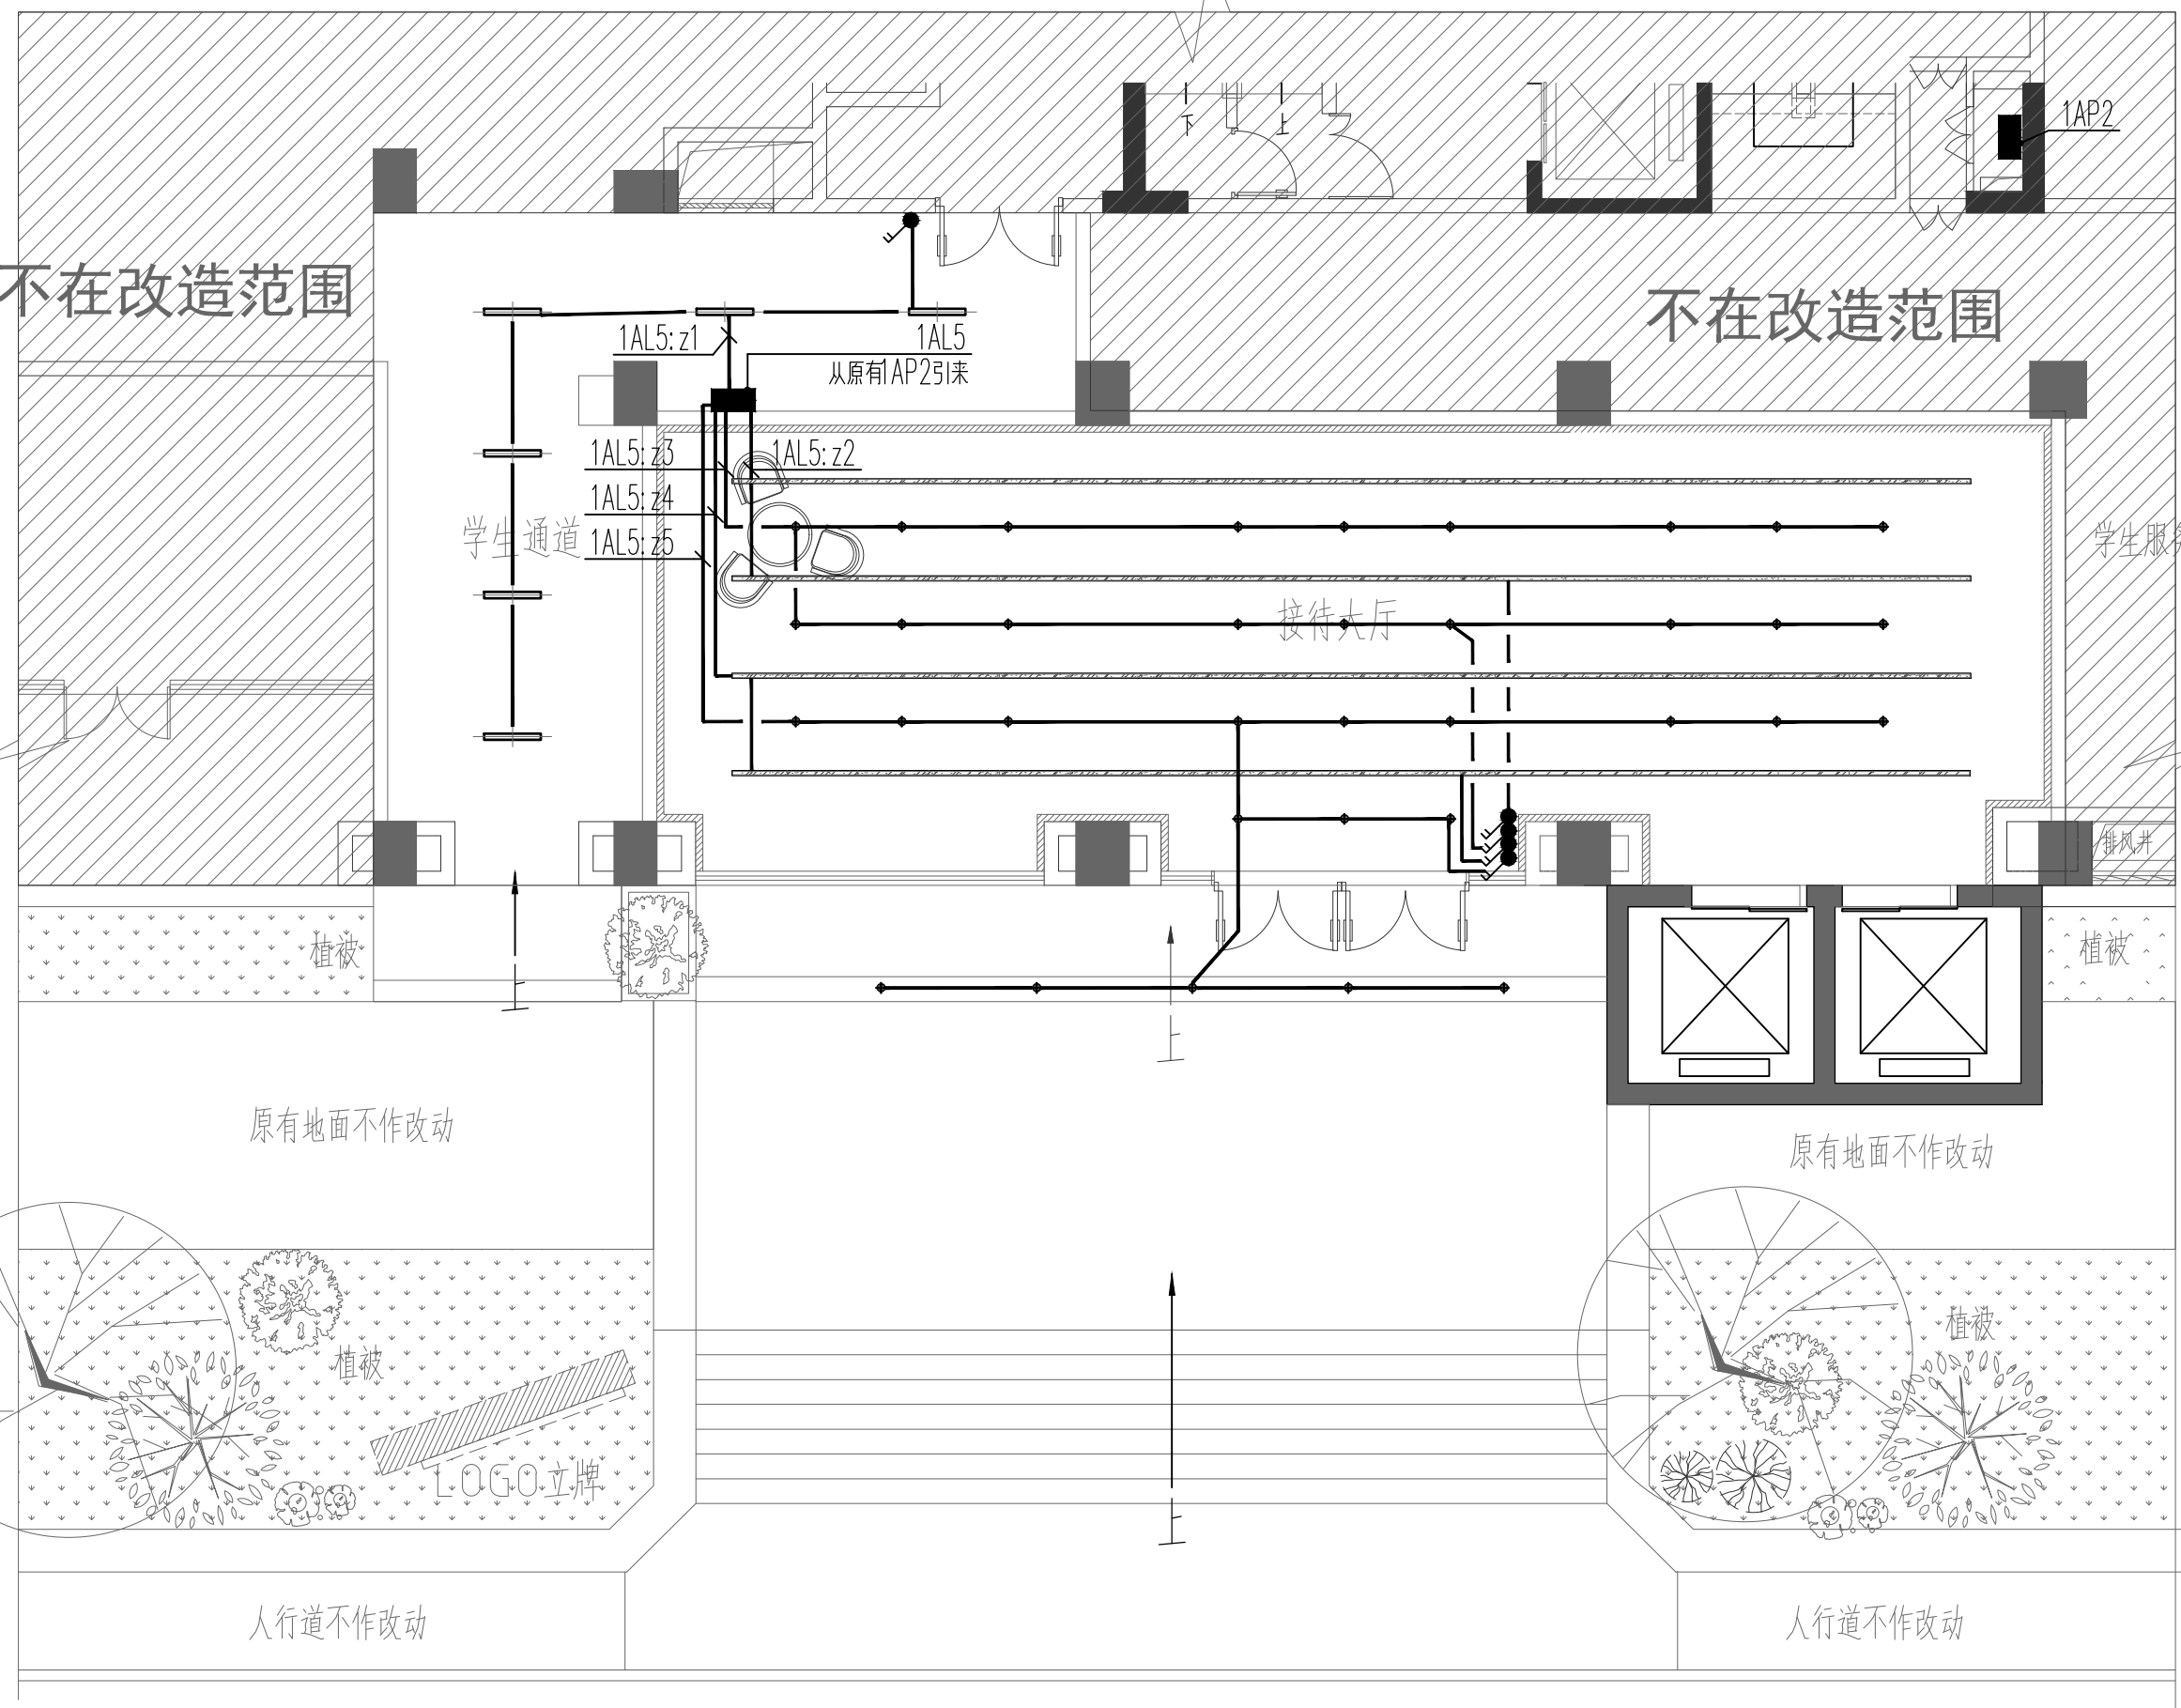 下
上
1AP2
不在改造范围
不在改造范围
1AL5:z1
1AL5
从原有1AP2引来
1AL5:z3
1AL5:z2
1AL5:z4
学生通道
1AL5:z5
接待大厅
排风井
植被
上
植被
上
原有地面不作改动
原有地面不作改动
植被
植被
LOGO立牌
上
人行道不作改动
人行道不作改动